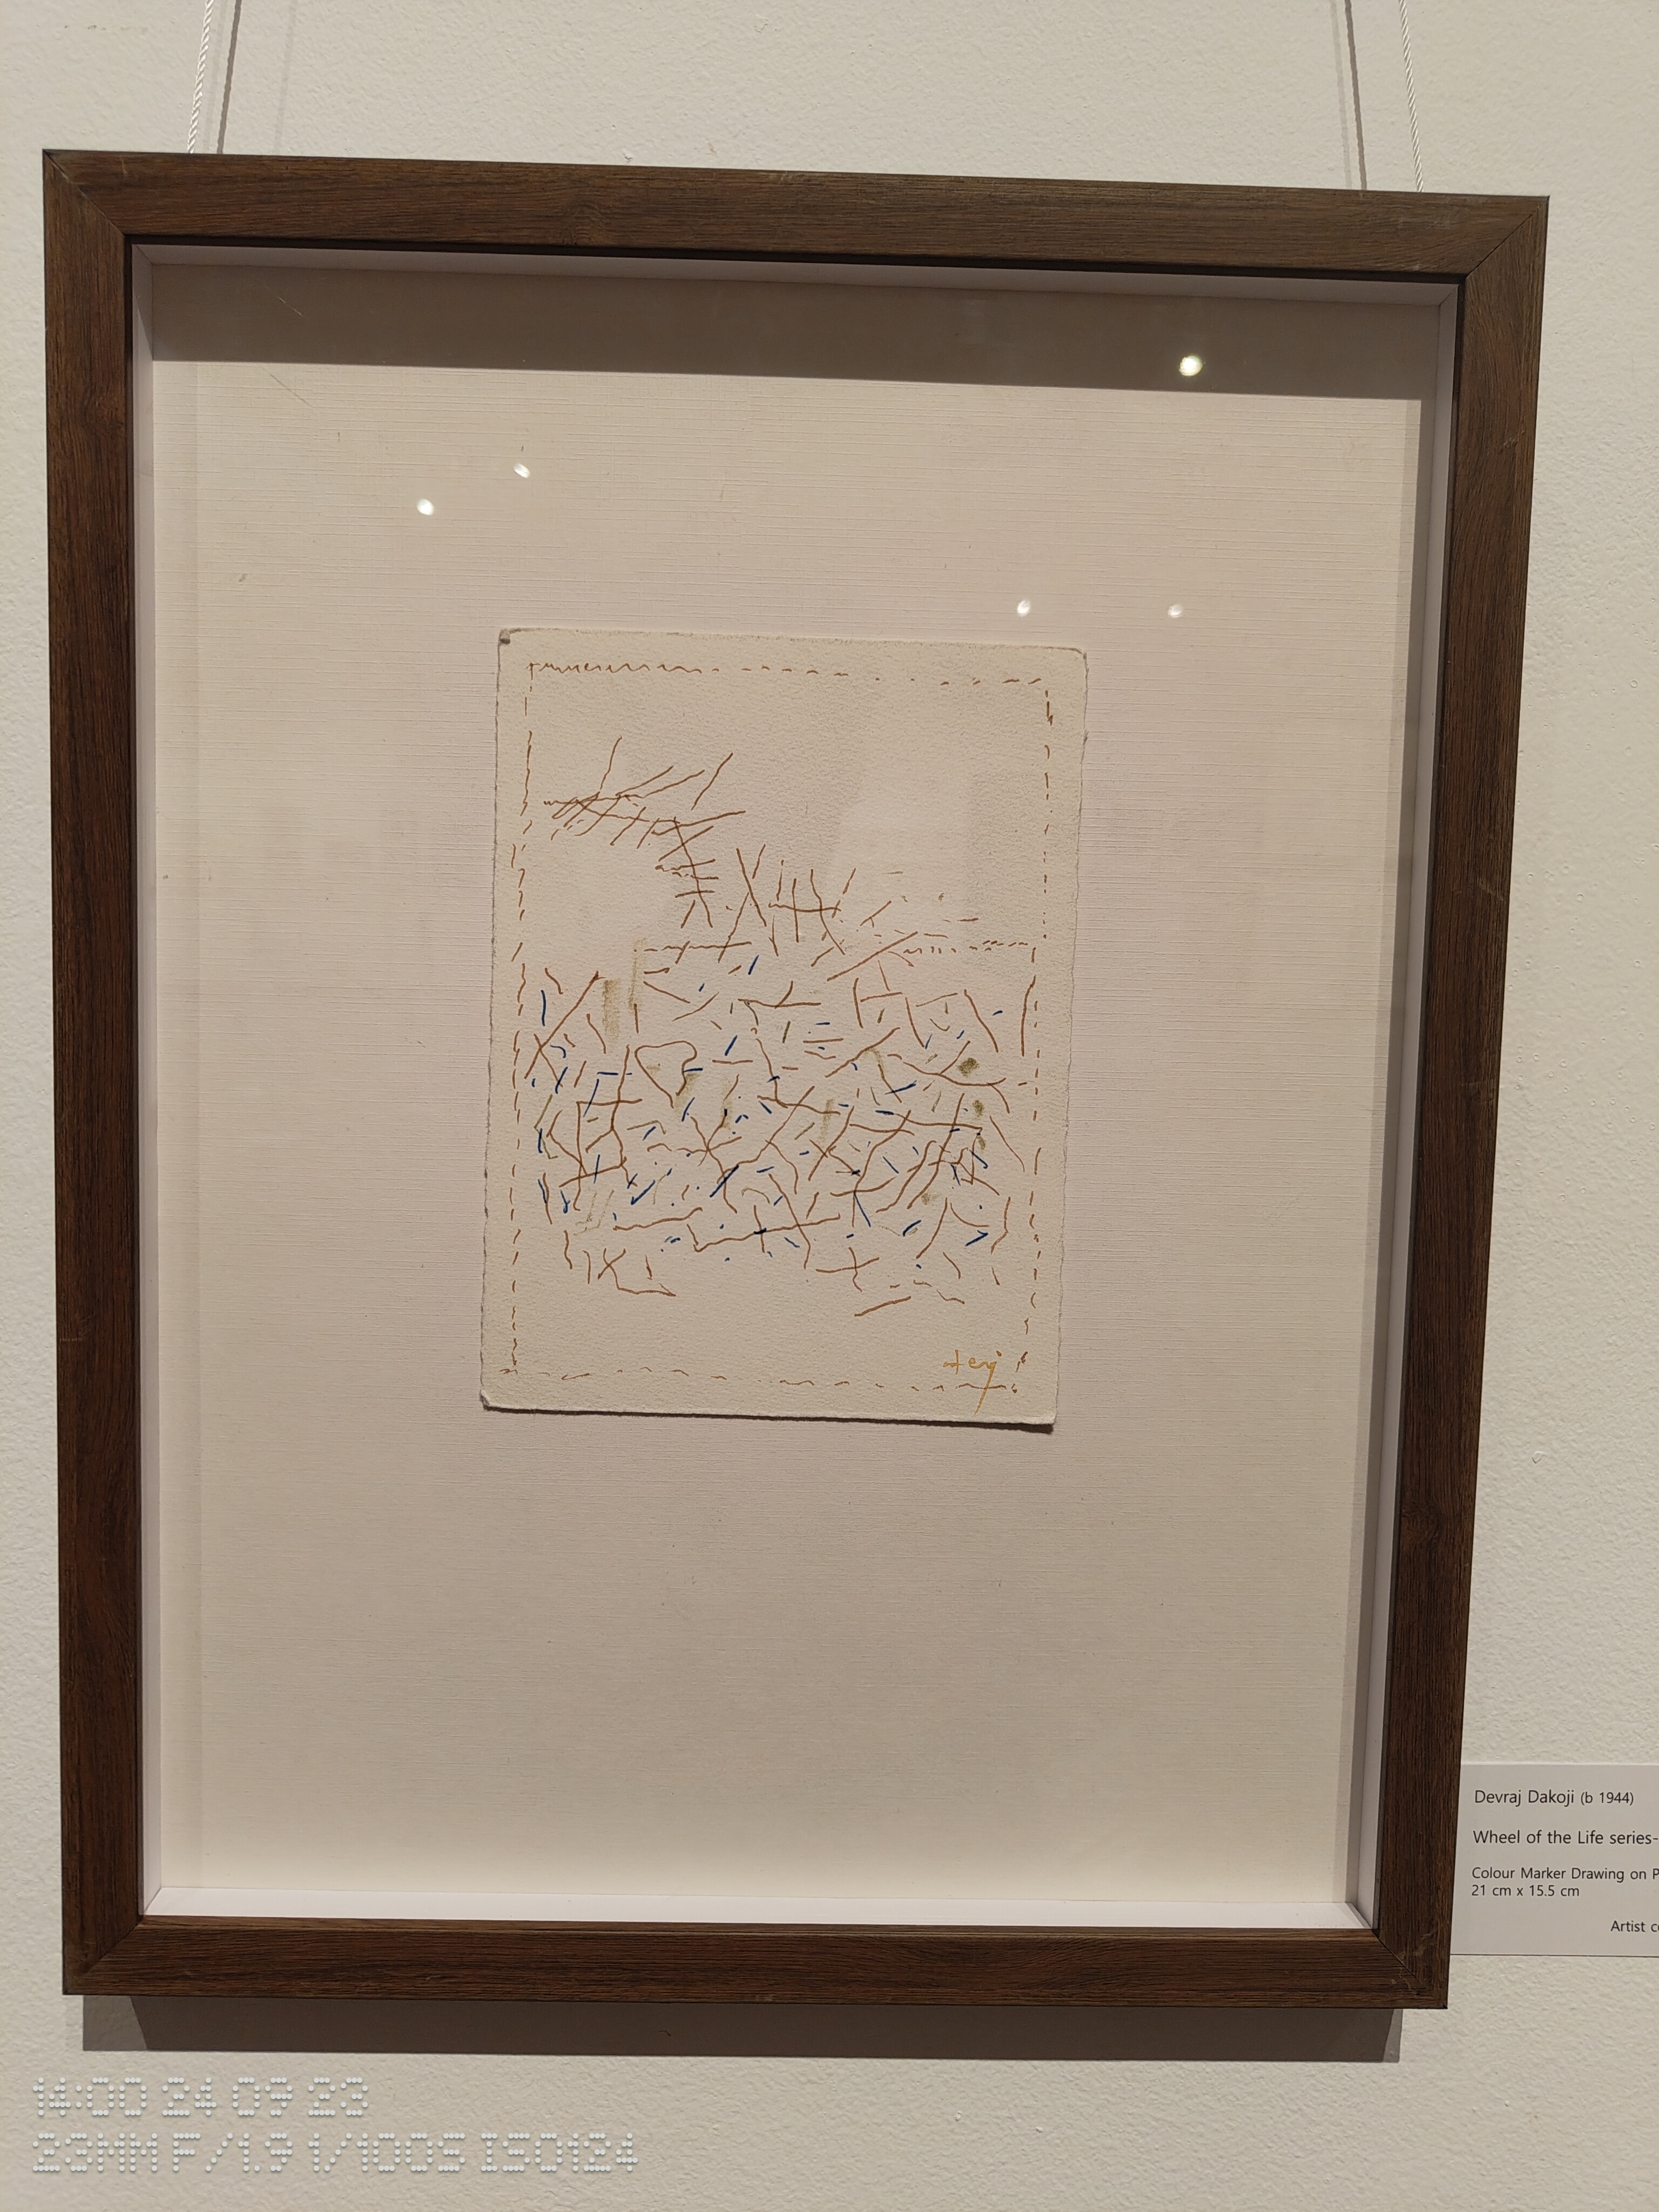 Devraj Dakoji (b 1944)
Wheel of the Life series-
Colour Marker Drawing on P
21 cm x 15.5 cm
Artist
14:00 24 09 23
23MM F/1.9 1/100S ISO124